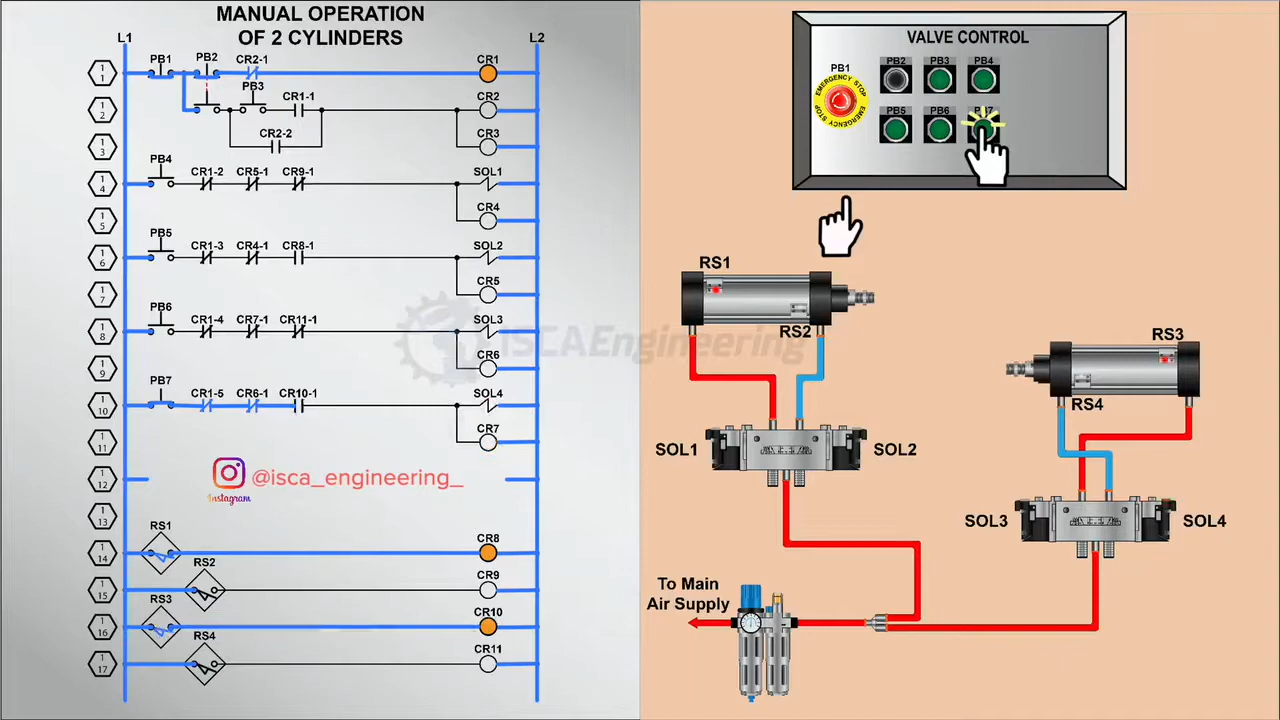 MANUAL OPERATION
OF 2 CYLINDERS
L1
L2
1
1
PB1
PB2
CR2-1
CR1
1
2
PB3
CR1-1
CR2
1
3
CR2-2
CR3
1
4
PB4
CR1-2
CR5-1
CR9-1
SOL1
1
5
CR4
1
6
PB5
CR1-3
CR4-1
CR8-1
SOL2
1
7
CR5
1
8
PB6
CR1-4
CR7-1
CR11-1
SOL3
1
9
CR6
1
10
PB7
CR1-5
CR6-1
CR10-1
SOL4
1
11
CR7
1
12
Instagram
@isca_engineering_
1
13
1
14
RS1
CR8
1
15
RS2
CR9
1
16
RS3
CR10
1
17
RS4
CR11
VALVE CONTROL
PB1
EMERGENCY STOP
EMERGENCY STOP
PB2
PB3
PB4
PB5
PB6
RS1
RS2
ISCAEngineering
RS3
RS4
SOL1
SOL2
SOL3
SOL4
To Main
Air Supply